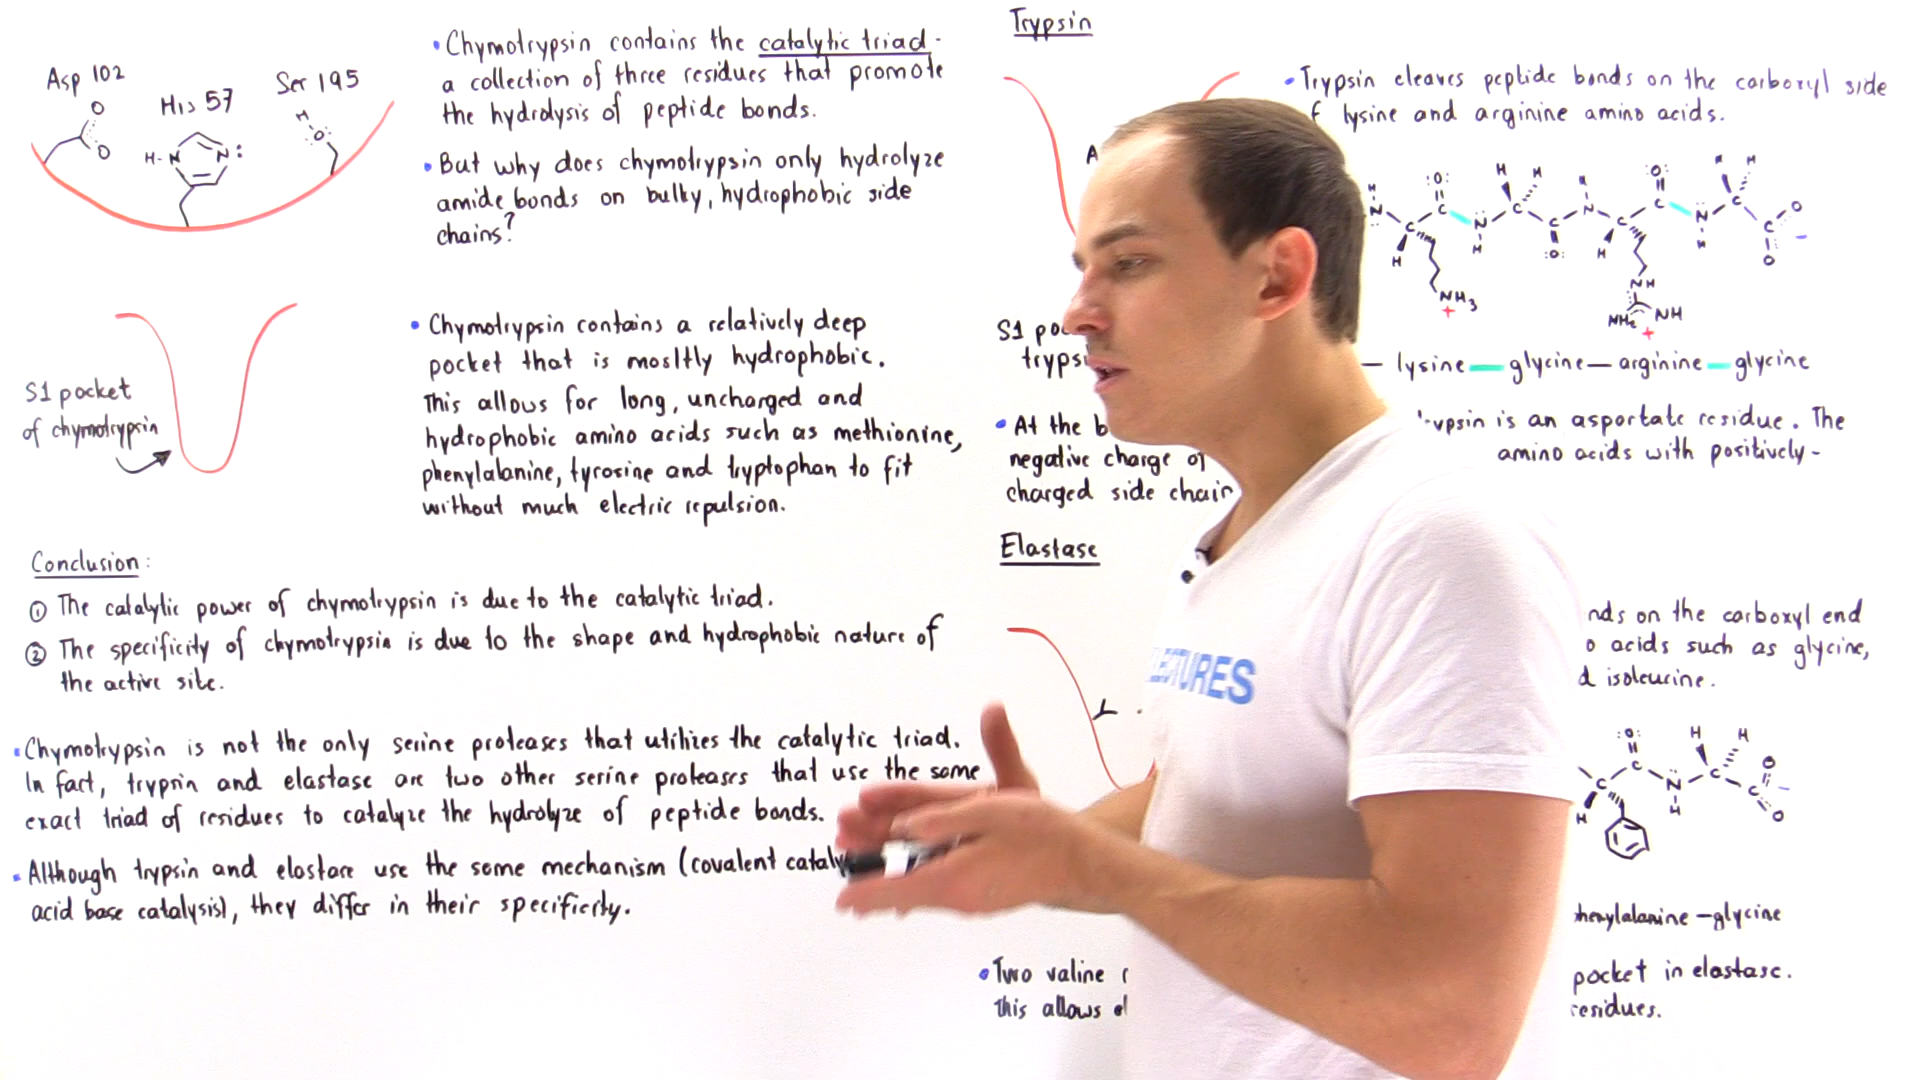 Asp 102
His 57
Ser 195
• Chymotrypsin contains the catalytic triad -
a collection of three residues that promote
the hydrolysis of peptide bonds.
• But why does chymotrypsin only hydrolyze
amide bonds on bulky, hydrophobic side
chains?
S1 pocket
of chymotrypsin
• Chymotrypsin contains a relatively deep
pocket that is mosltly hydrophobic.
This allows for long, uncharged and
hydrophobic amino acids such as methionine,
phenylalanine, tyrosine and tryptophan to fit
without much electric repulsion.
Conclusion:
① The catalytic power of chymotrypsin is due to the catalytic triad.
② The specificity of chymotrypsin is due to the shape and hydrophobic nature of
the active site.
• Chymotrypsin is not the only serine proteases that utilizes the catalytic triad.
In fact, trypsin and elastase are two other serine proteases that use the same
exact triad of residues to catalyze the hydrolyze of peptide bonds.
• Although trypsin and elastase use the same mechanism (covalent cataly
acid base catalysis), they differ in their specificity.
Trypsin
• Trypsin cleaves peptide bonds on the carboxyl side
f lysine and arginine amino acids.
S1 poc
trypsi
— lysine — glycine — arginine — glycine
• At the b
ypsin is an aspartate residue. The
negative charge of
amino acids with positively-
charged side chain
Elastase
nds on the carboxyl end
o acids such as glycine,
d isoleucine.
LECTURES
henylalanine — glycine
• Two valine r
pocket in elastase.
this allows el
residues.